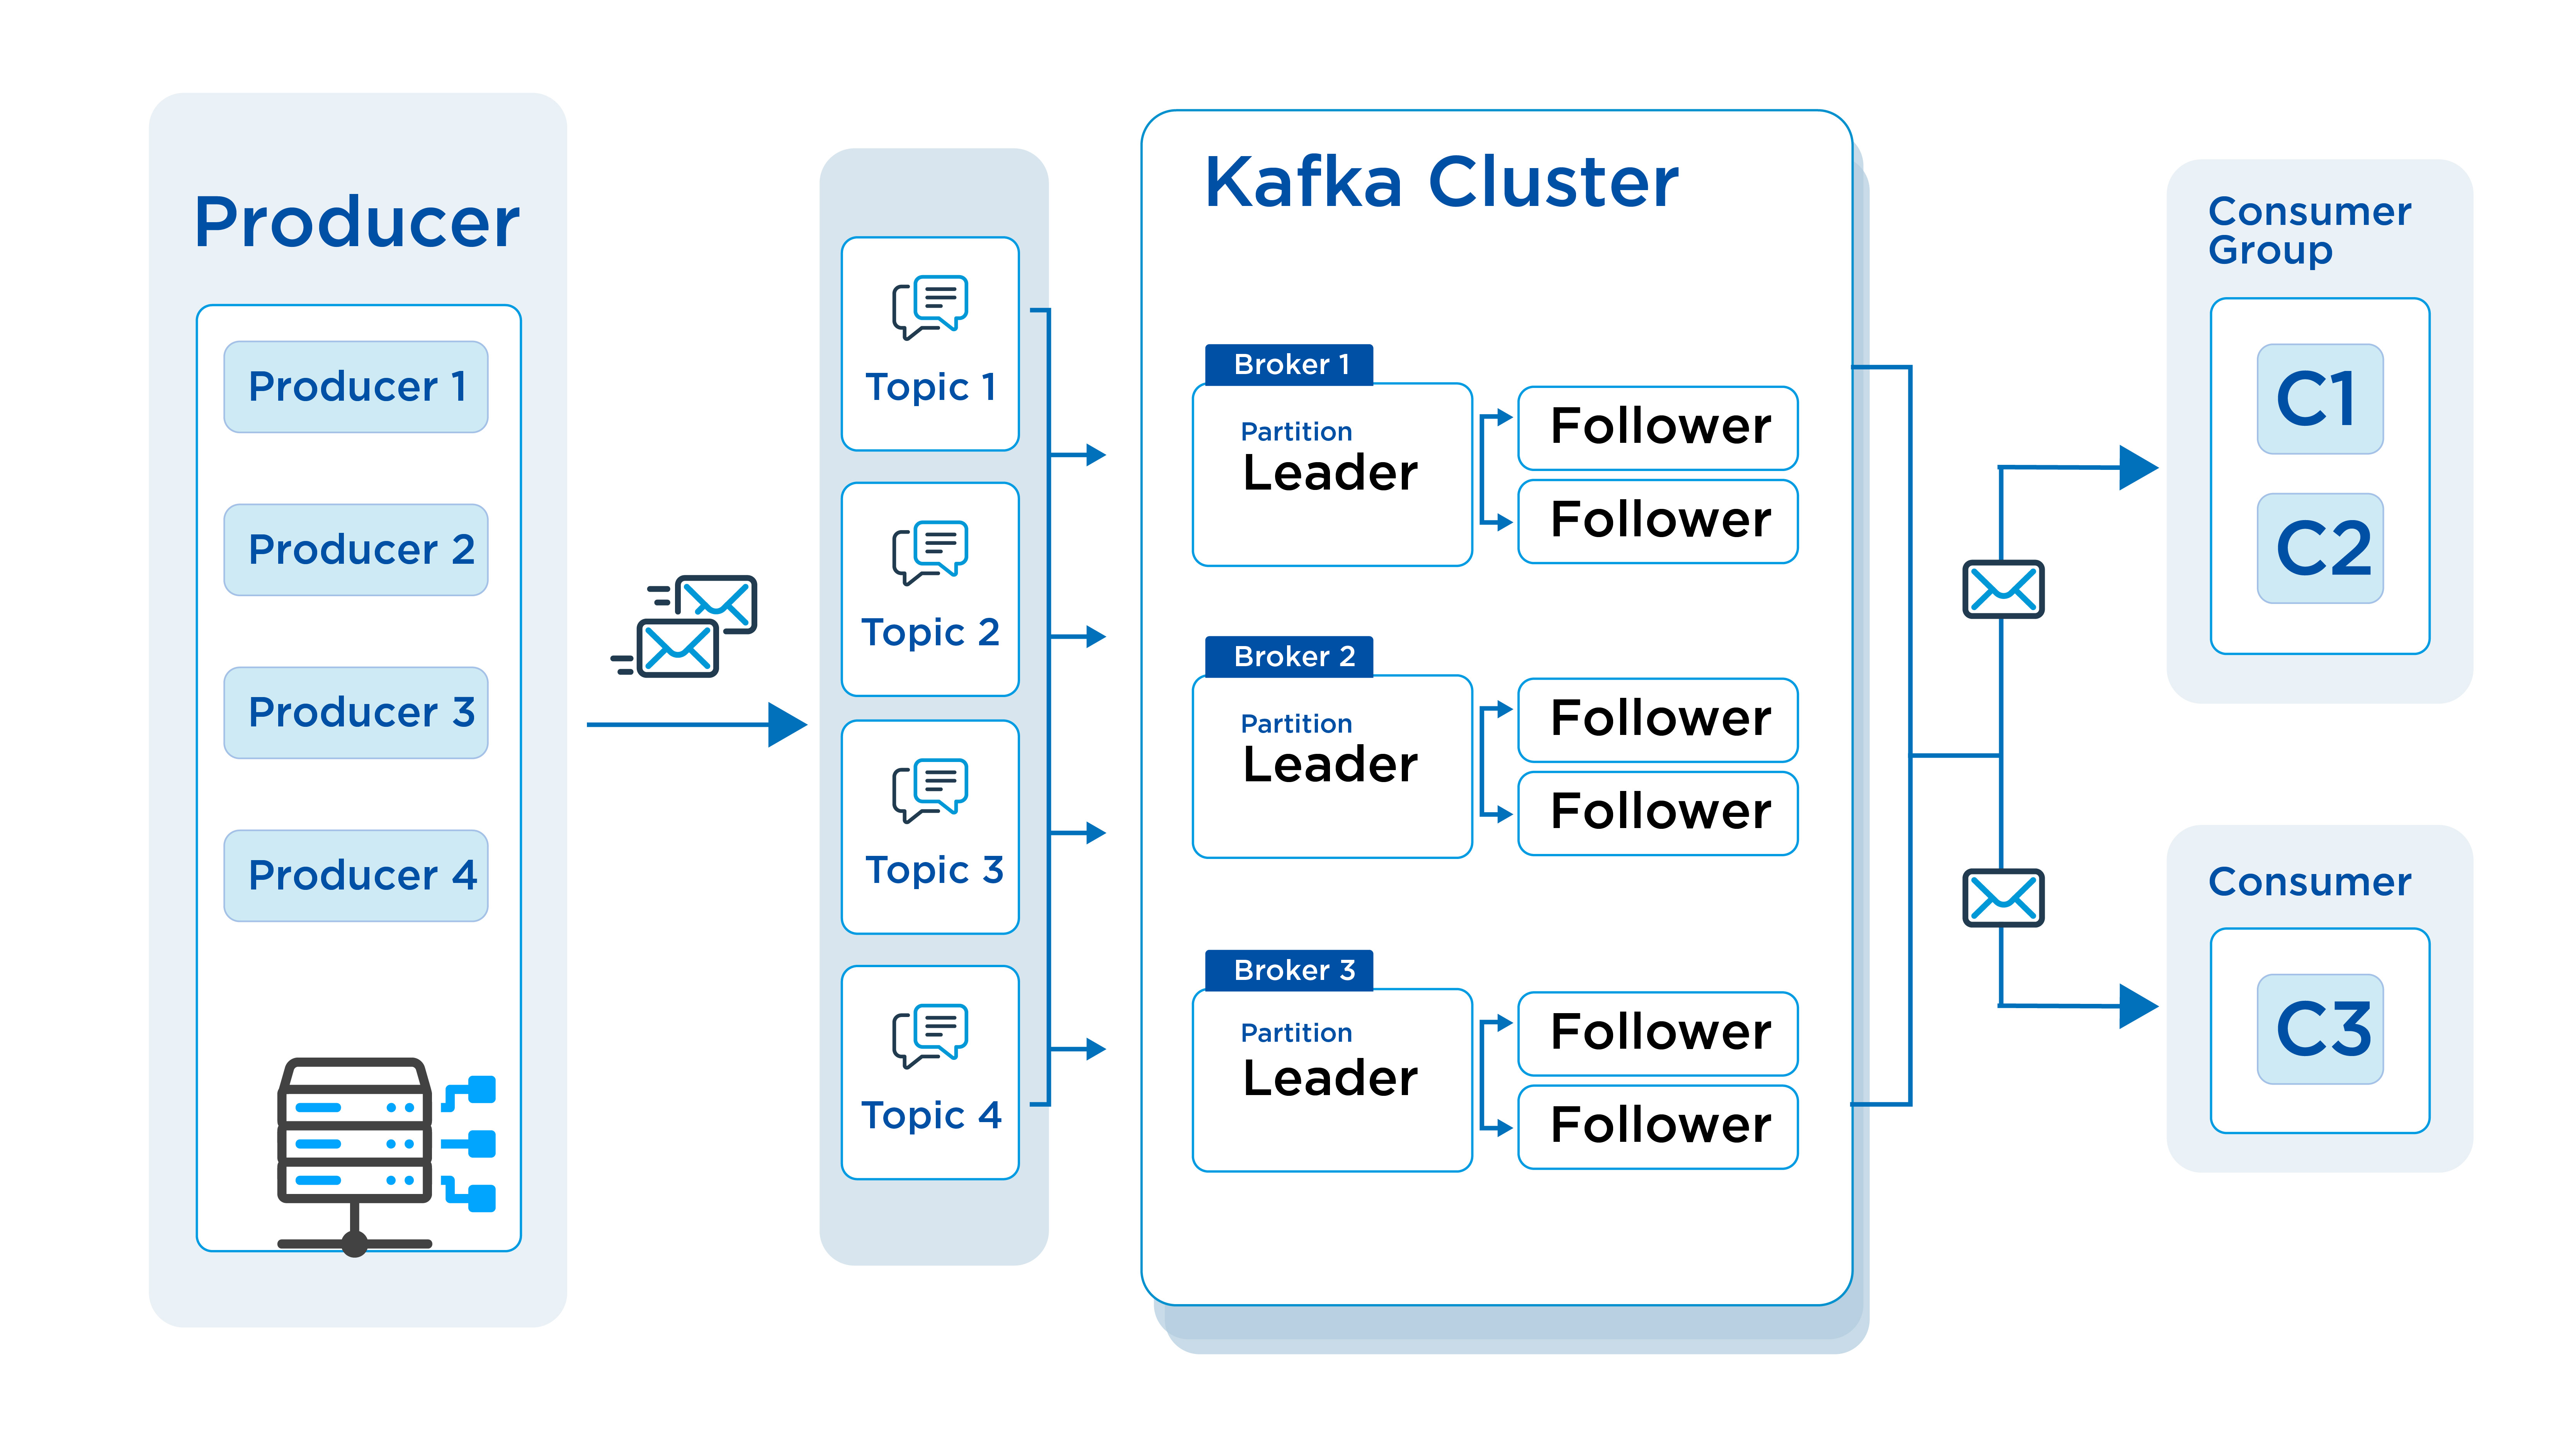 Producer
Producer 1
Producer 2
Producer 3
Producer 4
Topic 1
Topic 2
Topic 3
Topic 4
Kafka Cluster
Broker 1
Partition
Leader
Follower
Follower
Broker 2
Partition
Leader
Follower
Follower
Broker 3
Partition
Leader
Follower
Follower
Consumer
Group
C1
C2
Consumer
C3